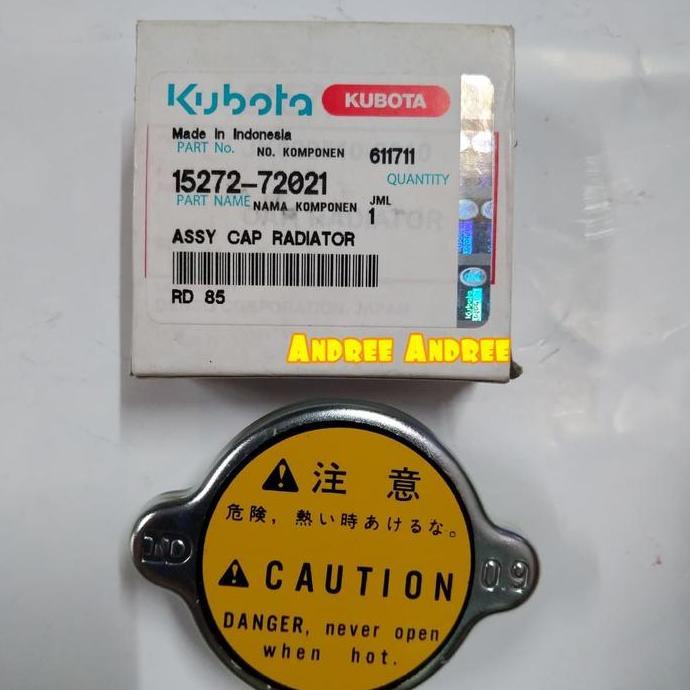 Kubota KUBOTA
Made in Indonesia
PART No. NO. KOMPONEN 611711
15272-72021 QUANTITY
PART NAME NAMA KOMPONEN JML
1
ASSY CAP RADIATOR
RD 85
Kubota
ANDREE ANDREE
注 意
危険，熱い時あけるな。
ND CAUTION 0.9
DANGER, never open
when hot.